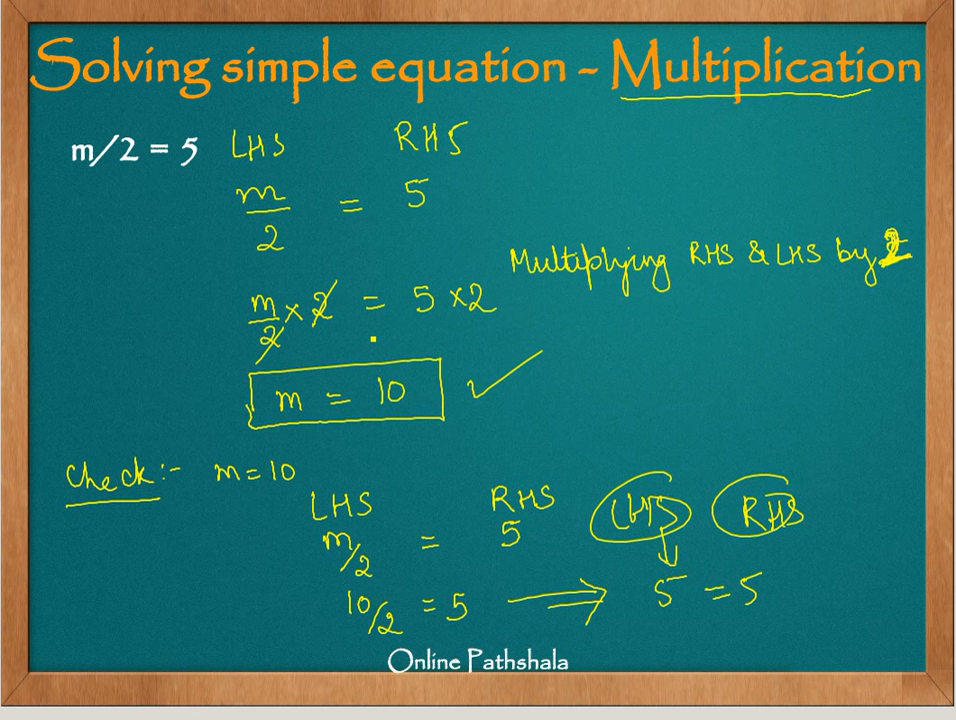 Solving simple equation - Multiplication
m/2 = 5 LHS RHS
m/2 = 5
Multiplying RHS & LHS by 2
m/2 × 2 = 5 × 2
m = 10 ✓
Check :- m = 10
LHS RHS LHS RHS
m/2 = 5
10/2 = 5 ⟹ 5 = 5
Online Pathshala